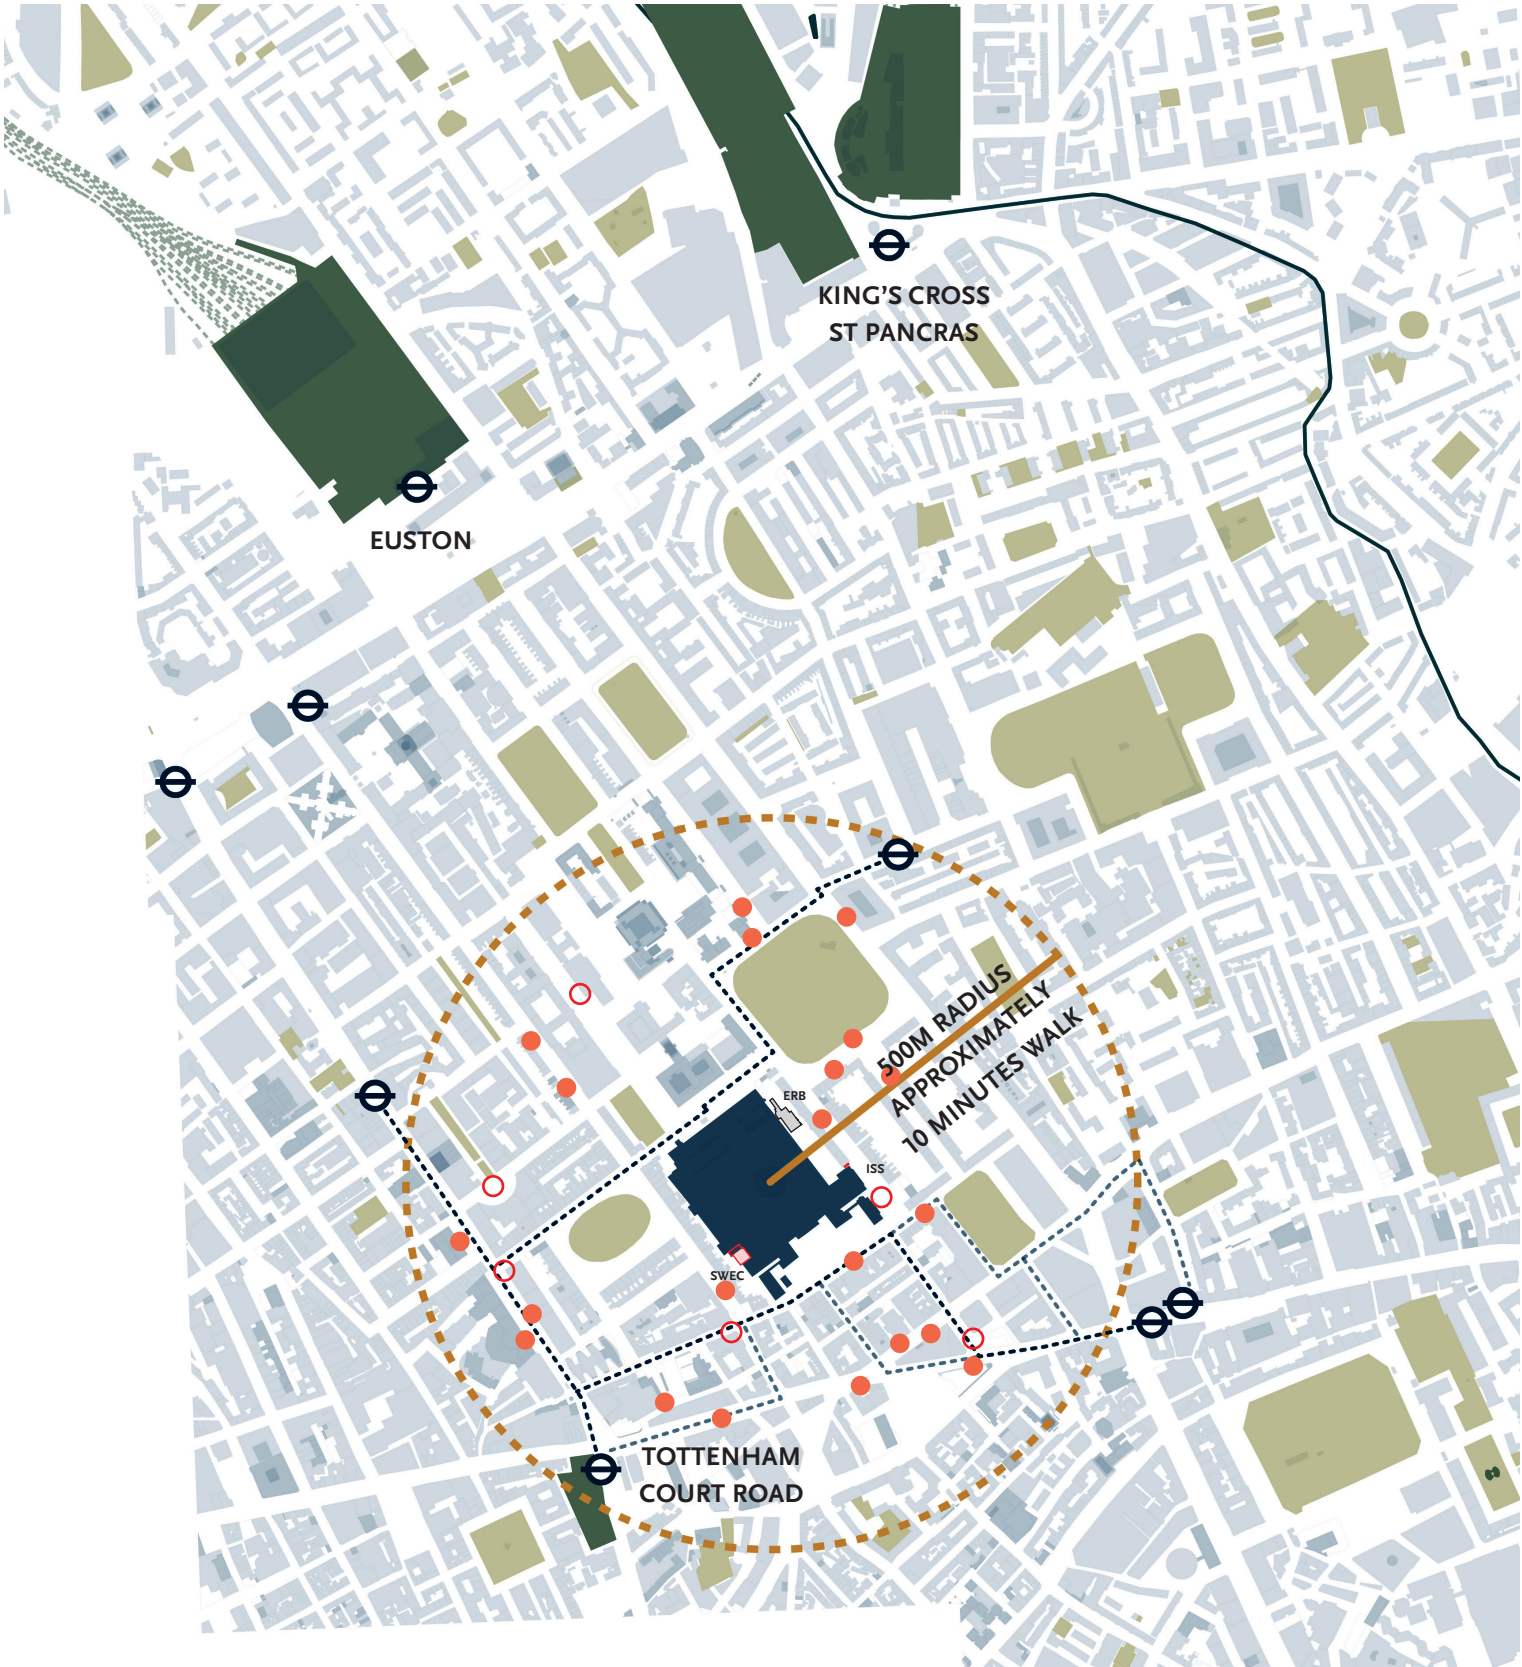 KING'S CROSS
ST PANCRAS
EUSTON
500M RADIUS
APPROXIMATELY
10 MINUTES WALK
ERB
ISS
SWEC
TOTTENHAM
COURT ROAD